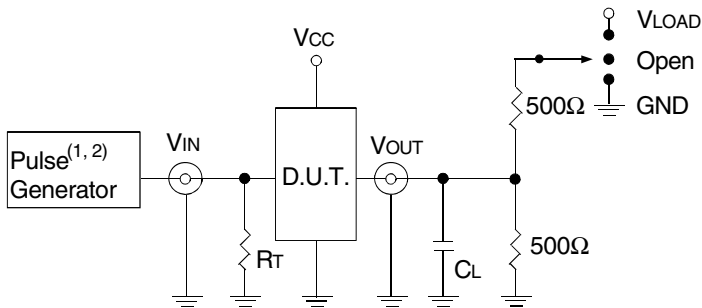 VLOAD
VCC
Open
500Ω
GND
VIN
VOUT
Pulse(1, 2)
Generator
D.U.T.
RT
CL
500Ω